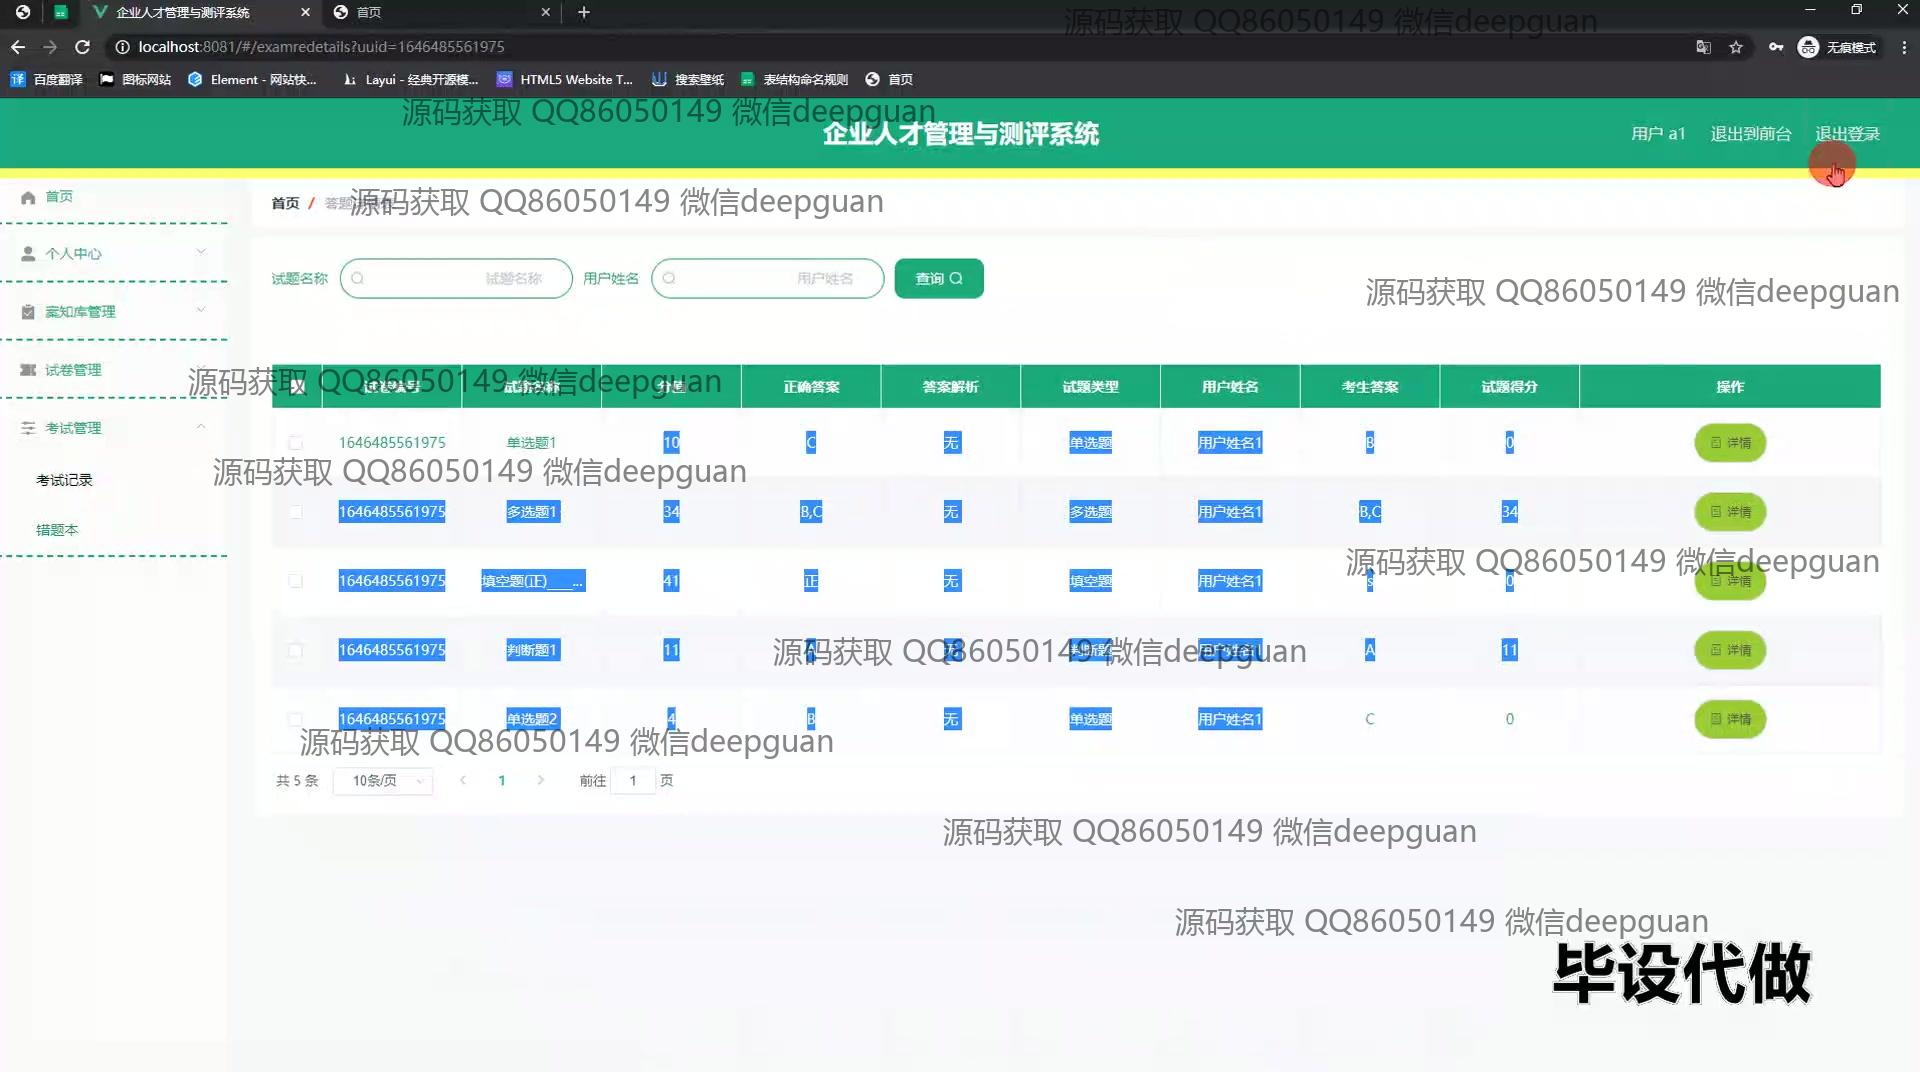 企业人才管理与测评系统
首页
localhost:8081/#/examredetails?uuid=1646485561975
无痕模式
百度翻译 图标网站 Element - 网站快... Layui - 经典开源模... HTML5 Website T... 搜索壁纸 表结构命名规则 首页
源码获取 QQ86050149 微信deepguan
源码获取 QQ86050149 微信deepguan
企业人才管理与测评系统
用户 a1 退出到前台 退出登录
首页
个人中心
试卷管理
考试管理
考试记录
错题本
首页 /
源码获取 QQ86050149 微信deepguan
试题名称 试题名称 用户姓名 用户姓名 查询
源码获取 QQ86050149 微信deepguan
源码获取 QQ86050149 微信deepguan
正确答案 答案解析 试题类型 用户姓名 考生答案 试题得分 操作
1646485561975 单选题1 10 C 无 单选题 用户姓名1 B 0 详情
源码获取 QQ86050149 微信deepguan
1646485561975 多选题1 34 B,C 无 多选题 用户姓名1 B,C 34 详情
源码获取 QQ86050149 微信deepguan
1646485561975 填空题(正)____... 41 正 无 填空题 用户姓名1 s 0 详情
1646485561975 判断题1 11 无 判断题 用户姓名1 A 11 详情
源码获取 QQ86050149 微信deepguan
1646485561975 单选题2 4 B 无 单选题 用户姓名1 C 0 详情
源码获取 QQ86050149 微信deepguan
共 5 条 10条/页 1 前往 1 页
源码获取 QQ86050149 微信deepguan
源码获取 QQ86050149 微信deepguan
毕设代做